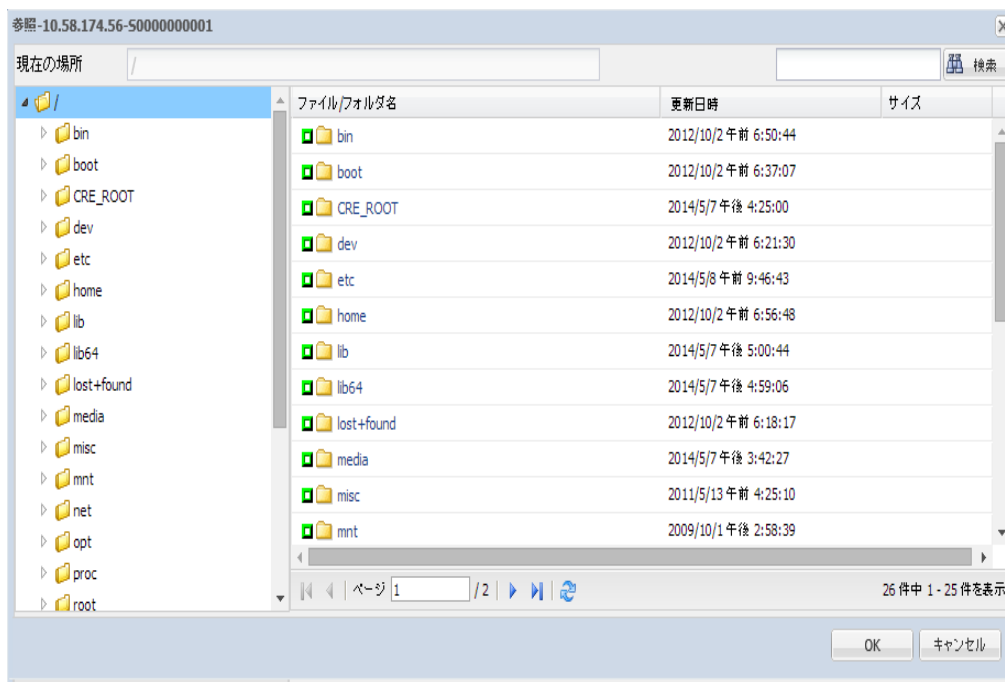 参照-10.58.174.56-S0000000001
現在の場所 / 検索
/
bin
boot
CRE_ROOT
dev
etc
home
lib
lib64
lost+found
media
misc
mnt
net
opt
proc
root
ファイル/フォルダ名 更新日時 サイズ
bin 2012/10/2 午前 6:50:44
boot 2012/10/2 午前 6:37:07
CRE_ROOT 2014/5/7 午後 4:25:00
dev 2012/10/2 午前 6:21:30
etc 2014/5/8 午前 9:46:43
home 2012/10/2 午前 6:56:48
lib 2014/5/7 午後 5:00:44
lib64 2014/5/7 午後 4:59:06
lost+found 2012/10/2 午前 6:18:17
media 2014/5/7 午後 3:42:27
misc 2011/5/13 午前 4:25:10
mnt 2009/10/1 午後 2:58:39
ページ 1 / 2 26 件中 1 - 25 件を表示
OK キャンセル